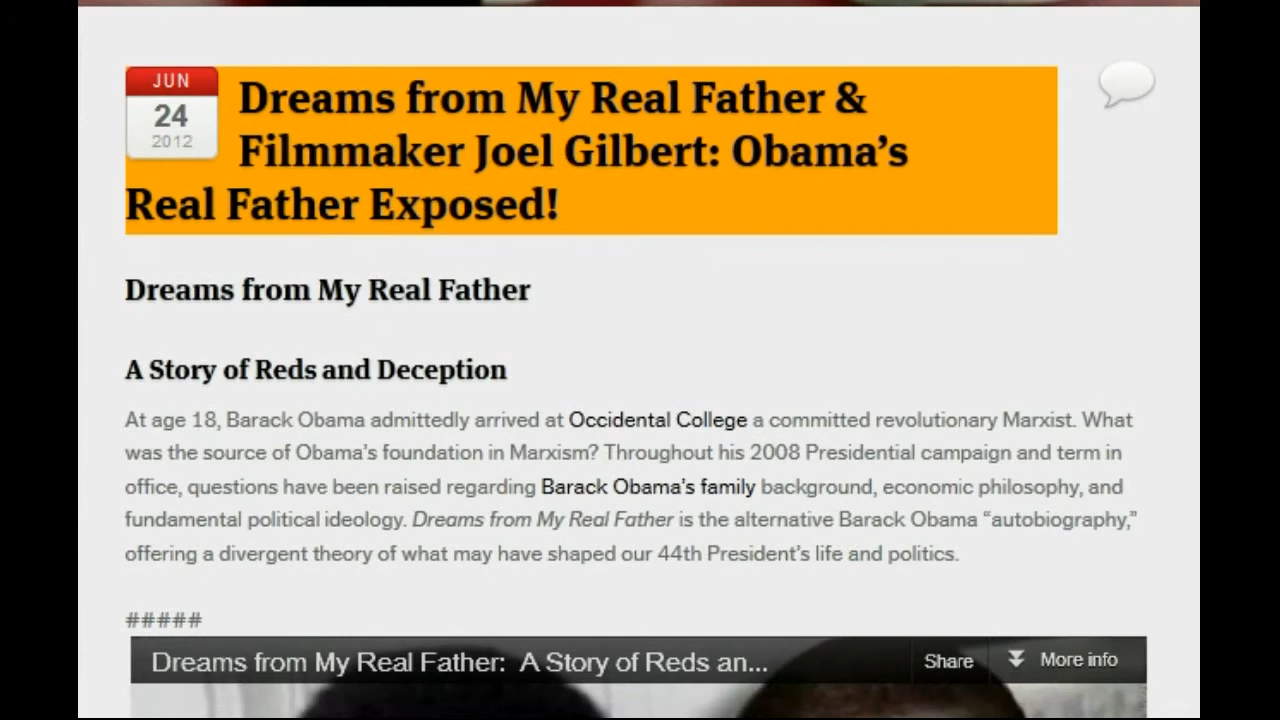 JUN
24
2012
Dreams from My Real Father &
Filmmaker Joel Gilbert: Obama's
Real Father Exposed!
Dreams from My Real Father
A Story of Reds and Deception
At age 18, Barack Obama admittedly arrived at Occidental College a committed revolutionary Marxist. What
was the source of Obama's foundation in Marxism? Throughout his 2008 Presidential campaign and term in
office, questions have been raised regarding Barack Obama's family background, economic philosophy, and
fundamental political ideology. Dreams from My Real Father is the alternative Barack Obama “autobiography,”
offering a divergent theory of what may have shaped our 44th President's life and politics.
#####
Dreams from My Real Father: A Story of Reds an... Share More info